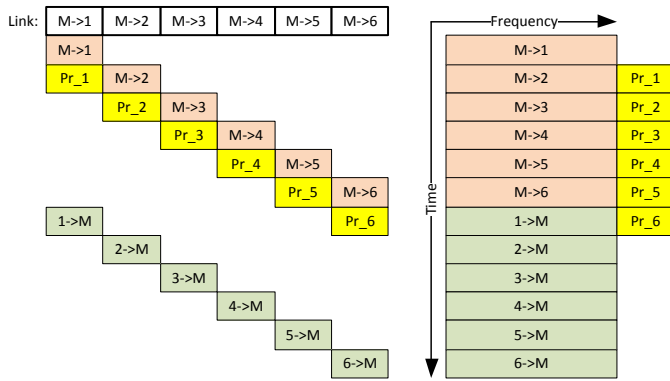 Link: M->1 M->2 M->3 M->4 M->5 M->6
M->1
Pr_1 M->2
Pr_2 M->3
Pr_3 M->4
Pr_4 M->5
Pr_5 M->6
Pr_6
1->M
2->M
3->M
4->M
5->M
6->M
Frequency
Time
M->1
M->2 Pr_1
M->3 Pr_2
M->4 Pr_3
M->5 Pr_4
M->6 Pr_5
1->M Pr_6
2->M
3->M
4->M
5->M
6->M